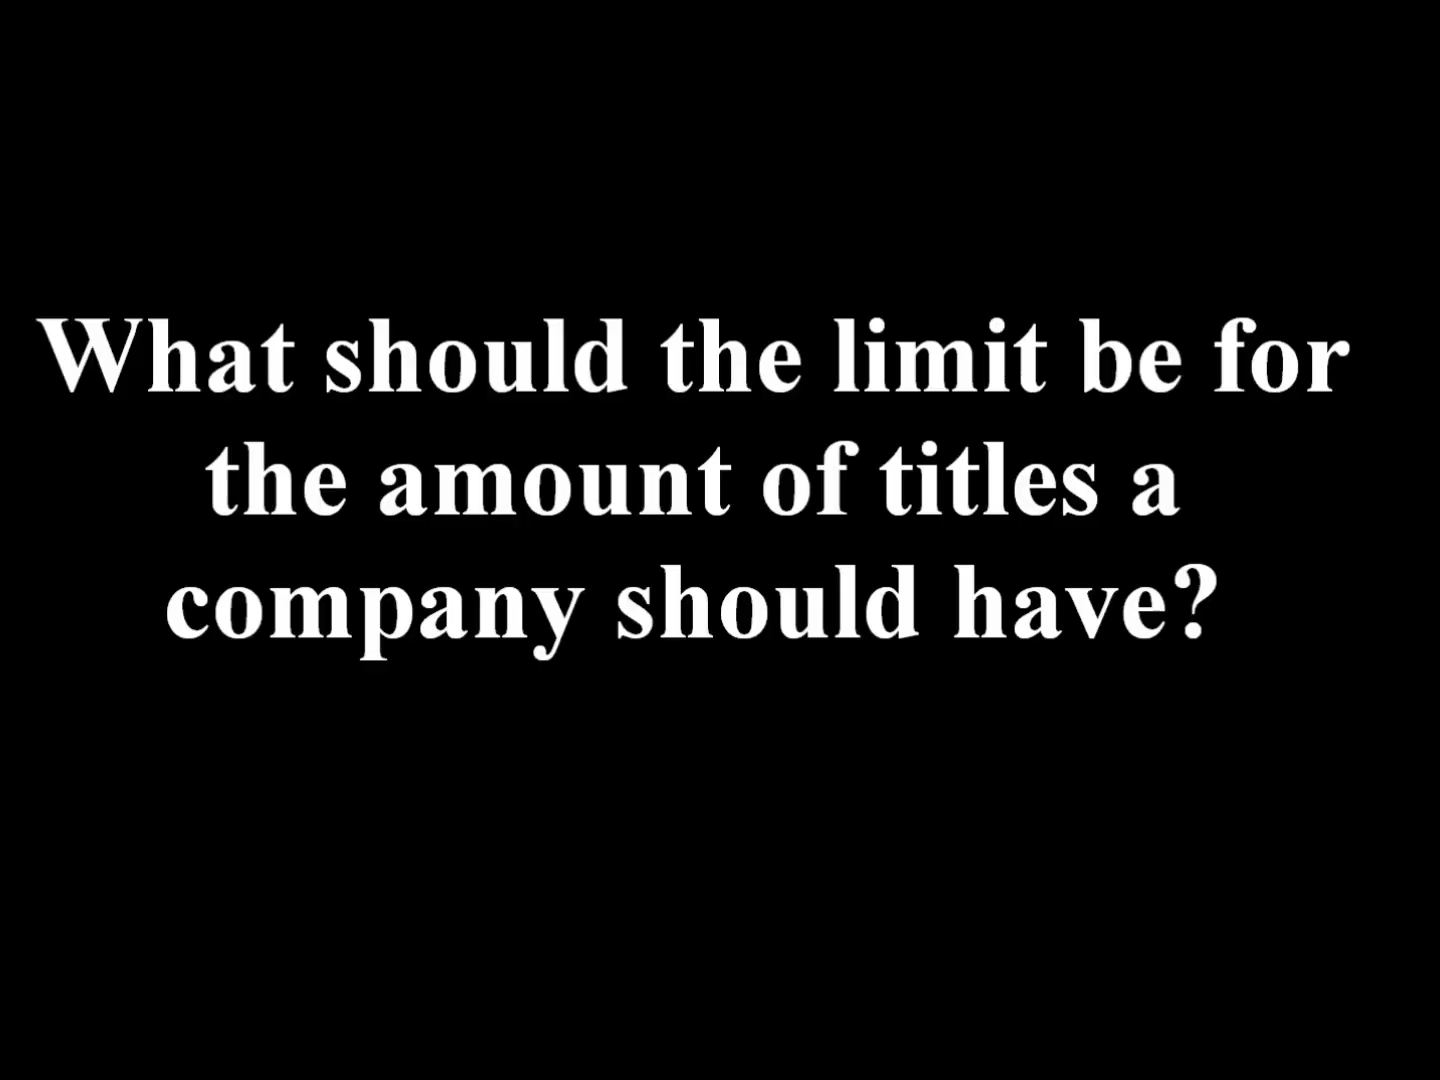 What should the limit be for
the amount of titles a
company should have?